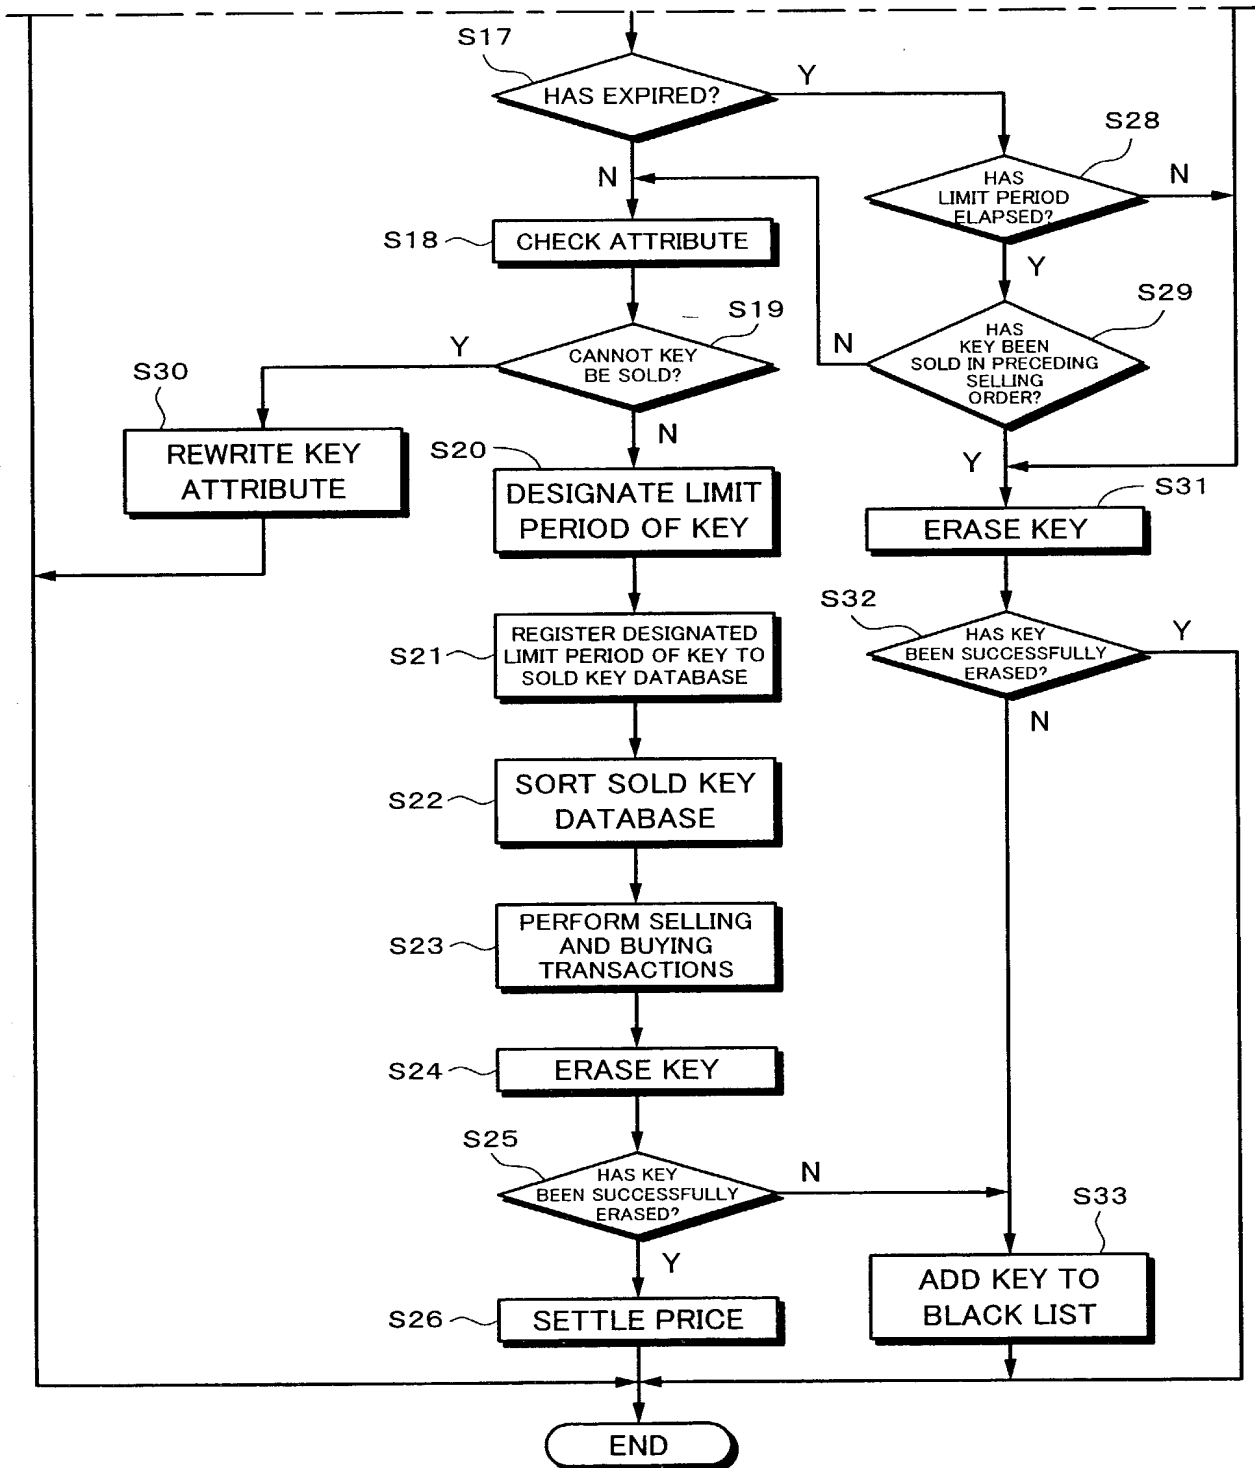 S17
HAS EXPIRED?
Y
N
S28
HAS
LIMIT PERIOD
ELAPSED?
N
Y
S18
CHECK ATTRIBUTE
S19
CANNOT KEY
BE SOLD?
Y
N
S29
HAS
KEY BEEN
SOLD IN PRECEDING
SELLING
ORDER?
N
Y
S30
REWRITE KEY
ATTRIBUTE
S20
DESIGNATE LIMIT
PERIOD OF KEY
S31
ERASE KEY
S21
REGISTER DESIGNATED
LIMIT PERIOD OF KEY TO
SOLD KEY DATABASE
S32
HAS KEY
BEEN SUCCESSFULLY
ERASED?
Y
N
S22
SORT SOLD KEY
DATABASE
S23
PERFORM SELLING
AND BUYING
TRANSACTIONS
S24
ERASE KEY
S25
HAS KEY
BEEN SUCCESSFULLY
ERASED?
N
Y
S33
ADD KEY TO
BLACK LIST
S26
SETTLE PRICE
END